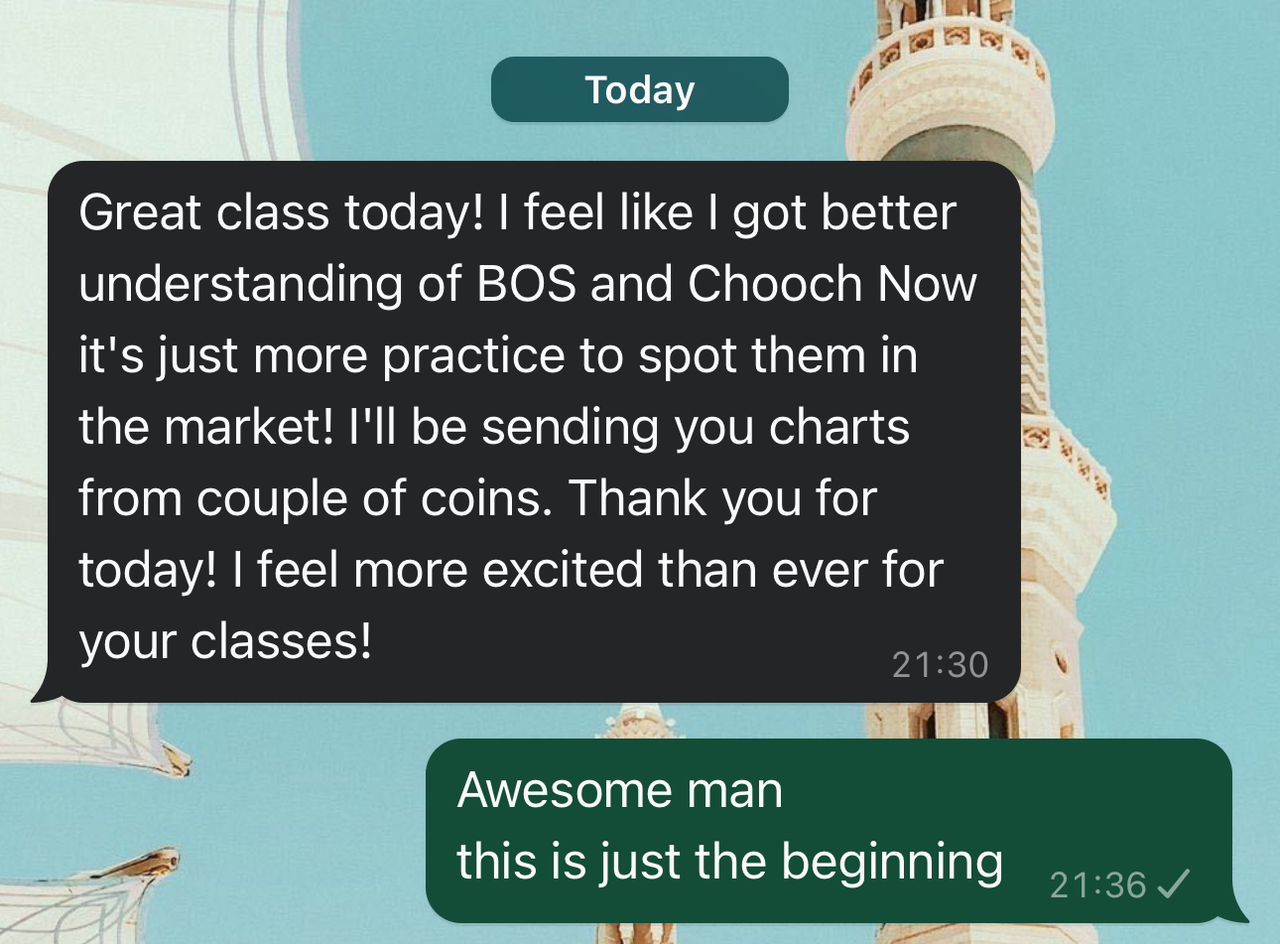 Today
Great class today! I feel like I got better
understanding of BOS and Chooch Now
it's just more practice to spot them in
the market! I'll be sending you charts
from couple of coins. Thank you for
today! I feel more excited than ever for
your classes!
21:30
Awesome man
this is just the beginning
21:36